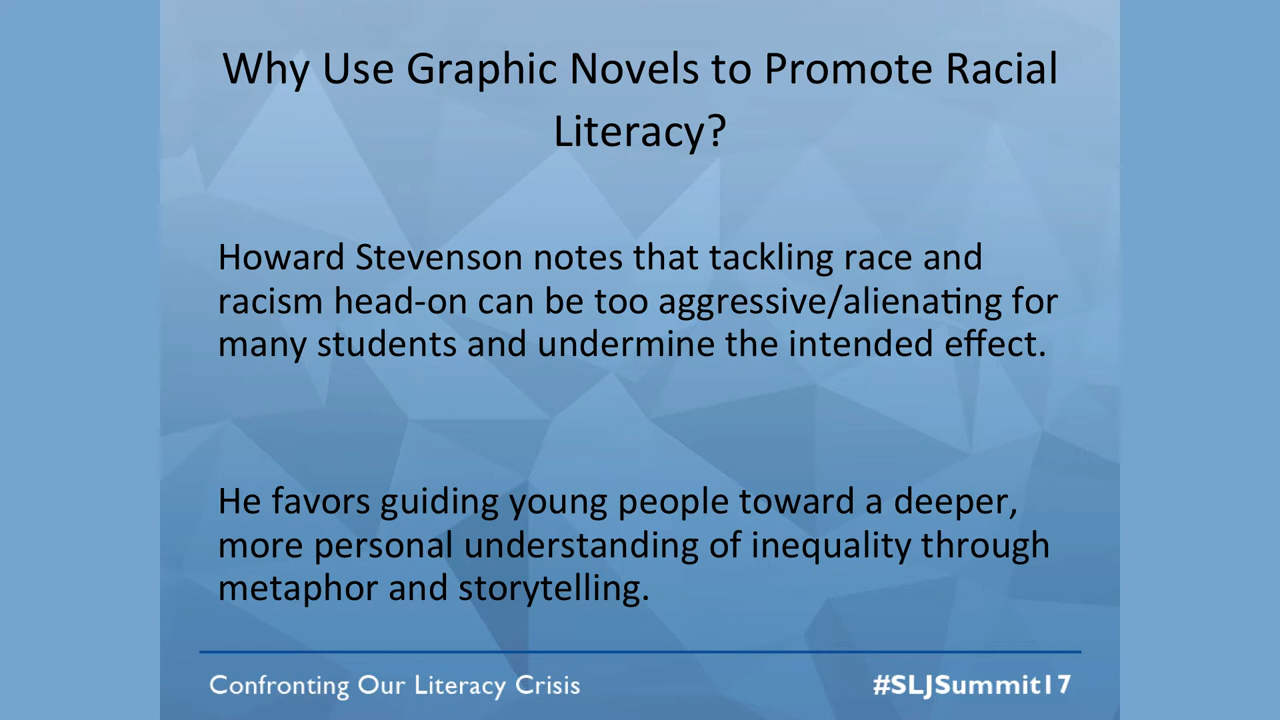 Why Use Graphic Novels to Promote Racial
Literacy?
Howard Stevenson notes that tackling race and
racism head-on can be too aggressive/alienating for
many students and undermine the intended effect.
He favors guiding young people toward a deeper,
more personal understanding of inequality through
metaphor and storytelling.
Confronting Our Literacy Crisis
#SLJSummit17